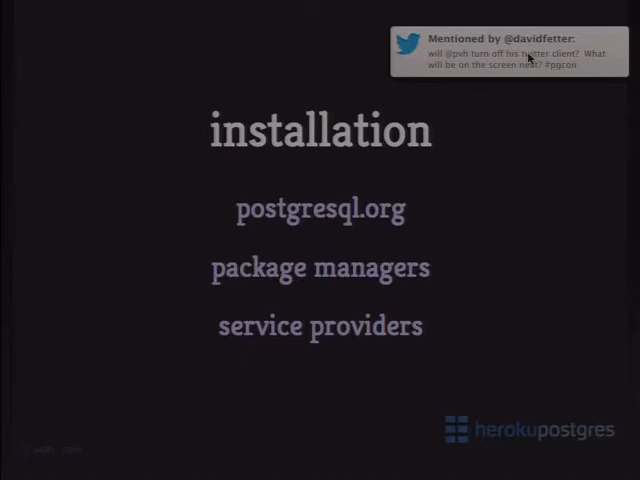 Mentioned by @davidfetter:
will @pvh turn off his twitter client? What
will be on the screen next? #pgcon
installation
postgresql.org
package managers
service providers
herokupostgres